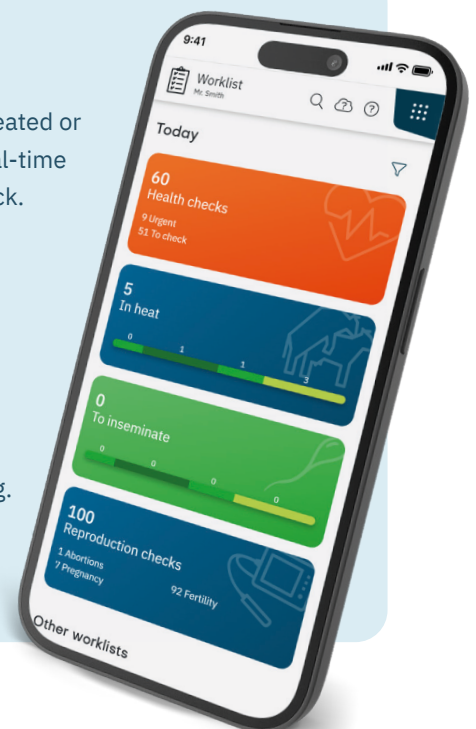 eated or
al-time
ck.
g.
9:41
Worklist
Mr. Smith
Today
60
Health checks
9 Urgent
51 To check
5
In heat
0 1 1 3
0
To inseminate
0 0 0 0
100
Reproduction checks
1 Abortions
7 Pregnancy 92 Fertility
Other worklists